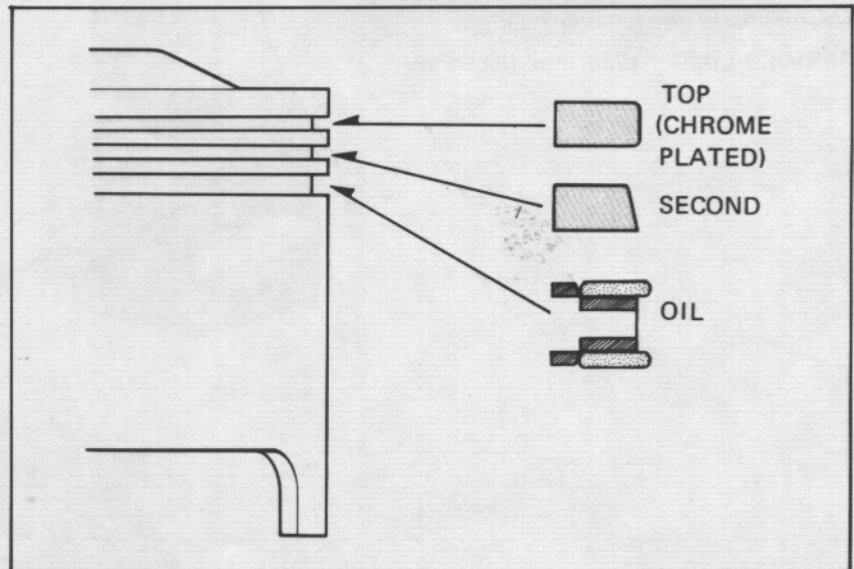 TOP
(CHROME
PLATED)
SECOND
OIL